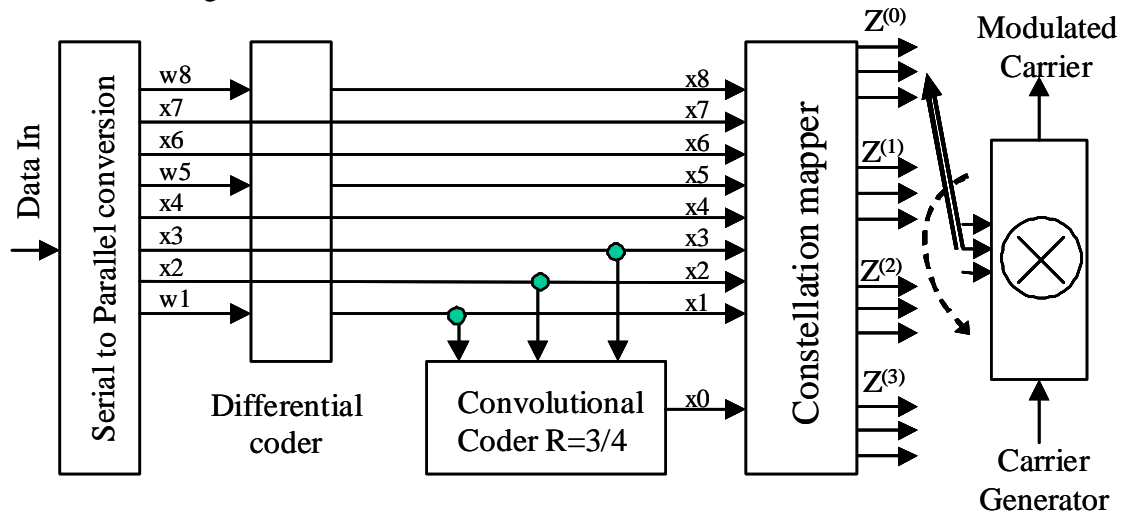 Data In
Serial to Parallel conversion
w8
x7
x6
w5
x4
x3
x2
w1
Differential
coder
Convolutional
Coder R=3/4
x8
x7
x6
x5
x4
x3
x2
x1
x0
Constellation mapper
Z(0)
Z(1)
Z(2)
Z(3)
Modulated
Carrier
Carrier
Generator